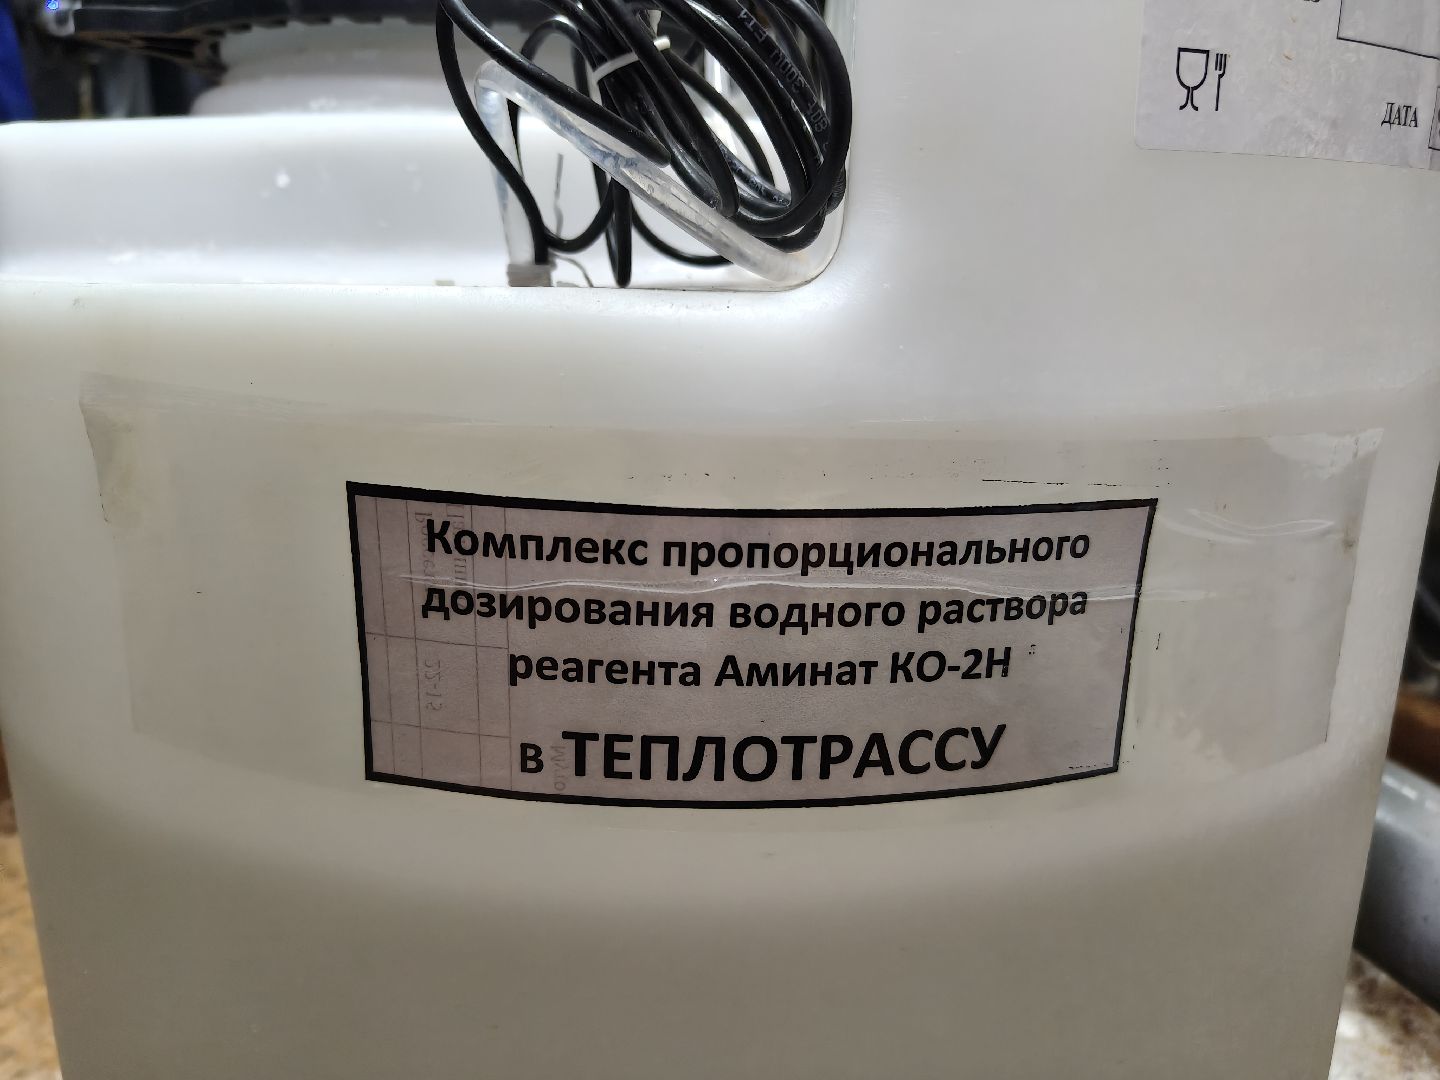 ДАТА
Комплекс пропорционального
дозирования водного раствора
реагента Аминат КО-2Н
в ТЕПЛОТРАССУ